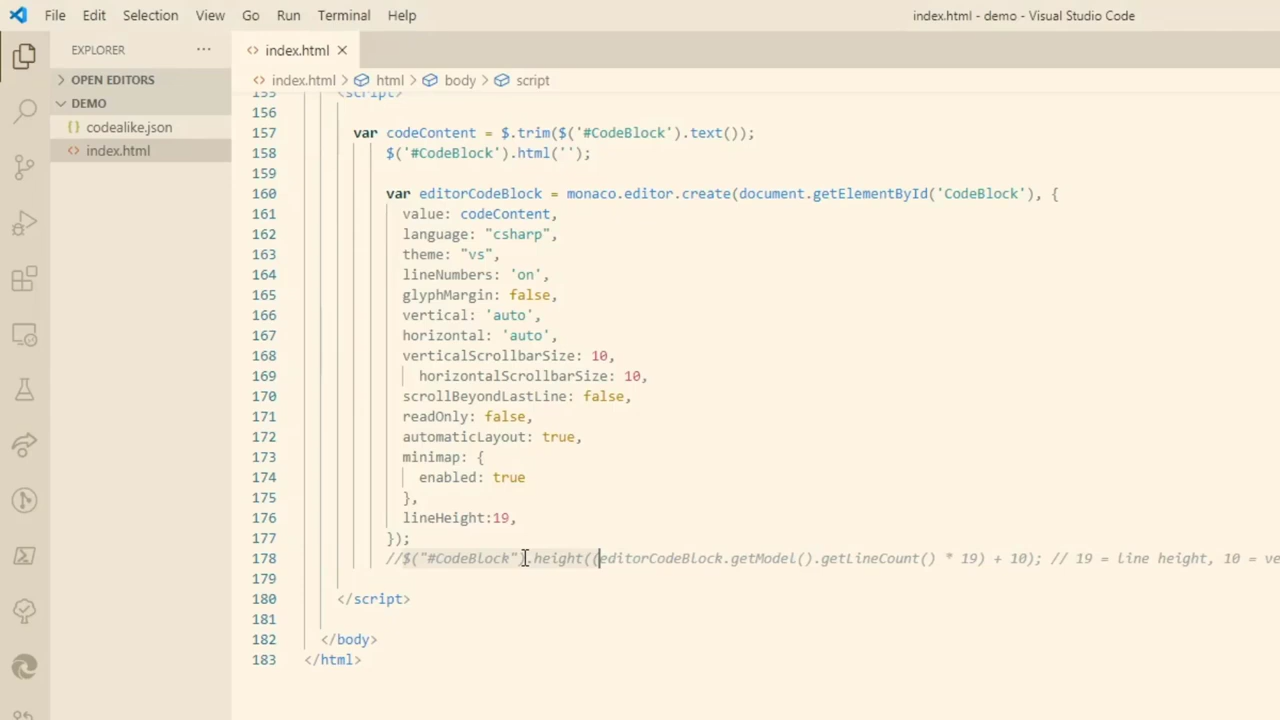 File Edit Selection View Go Run Terminal Help
index.html - demo - Visual Studio Code
EXPLORER ···
OPEN EDITORS
DEMO
{} codealike.json
<> index.html
<> index.html
<> index.html > html > body > script
155 <script>
156
157 var codeContent = $.trim($('#CodeBlock').text());
158 $('#CodeBlock').html('');
159
160 var editorCodeBlock = monaco.editor.create(document.getElementById('CodeBlock'), {
161 value: codeContent,
162 language: "csharp",
163 theme: "vs",
164 lineNumbers: 'on',
165 glyphMargin: false,
166 vertical: 'auto',
167 horizontal: 'auto',
168 verticalScrollbarSize: 10,
169 horizontalScrollbarSize: 10,
170 scrollBeyondLastLine: false,
171 readOnly: false,
172 automaticLayout: true,
173 minimap: {
174 enabled: true
175 },
176 lineHeight:19,
177 });
178 //$("#CodeBlock").height((editorCodeBlock.getModel().getLineCount() * 19) + 10); // 19 = line height, 10 = ve
179
180 </script>
181
182 </body>
183 </html>